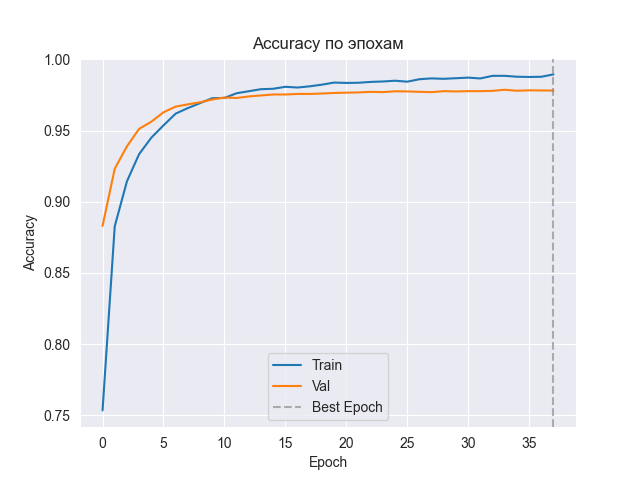 Accuracy по эпохам
1.00
0.95
0.90
0.85
0.80
0.75
Accuracy
Train
Val
Best Epoch
0 5 10 15 20 25 30 35
Epoch